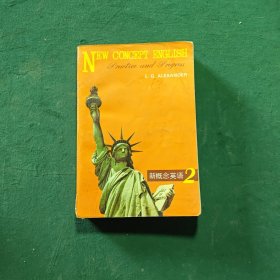 NEW CONCEPT ENGLISH
Practice and Progress
L. G. ALEXANDER
新概念英语 2